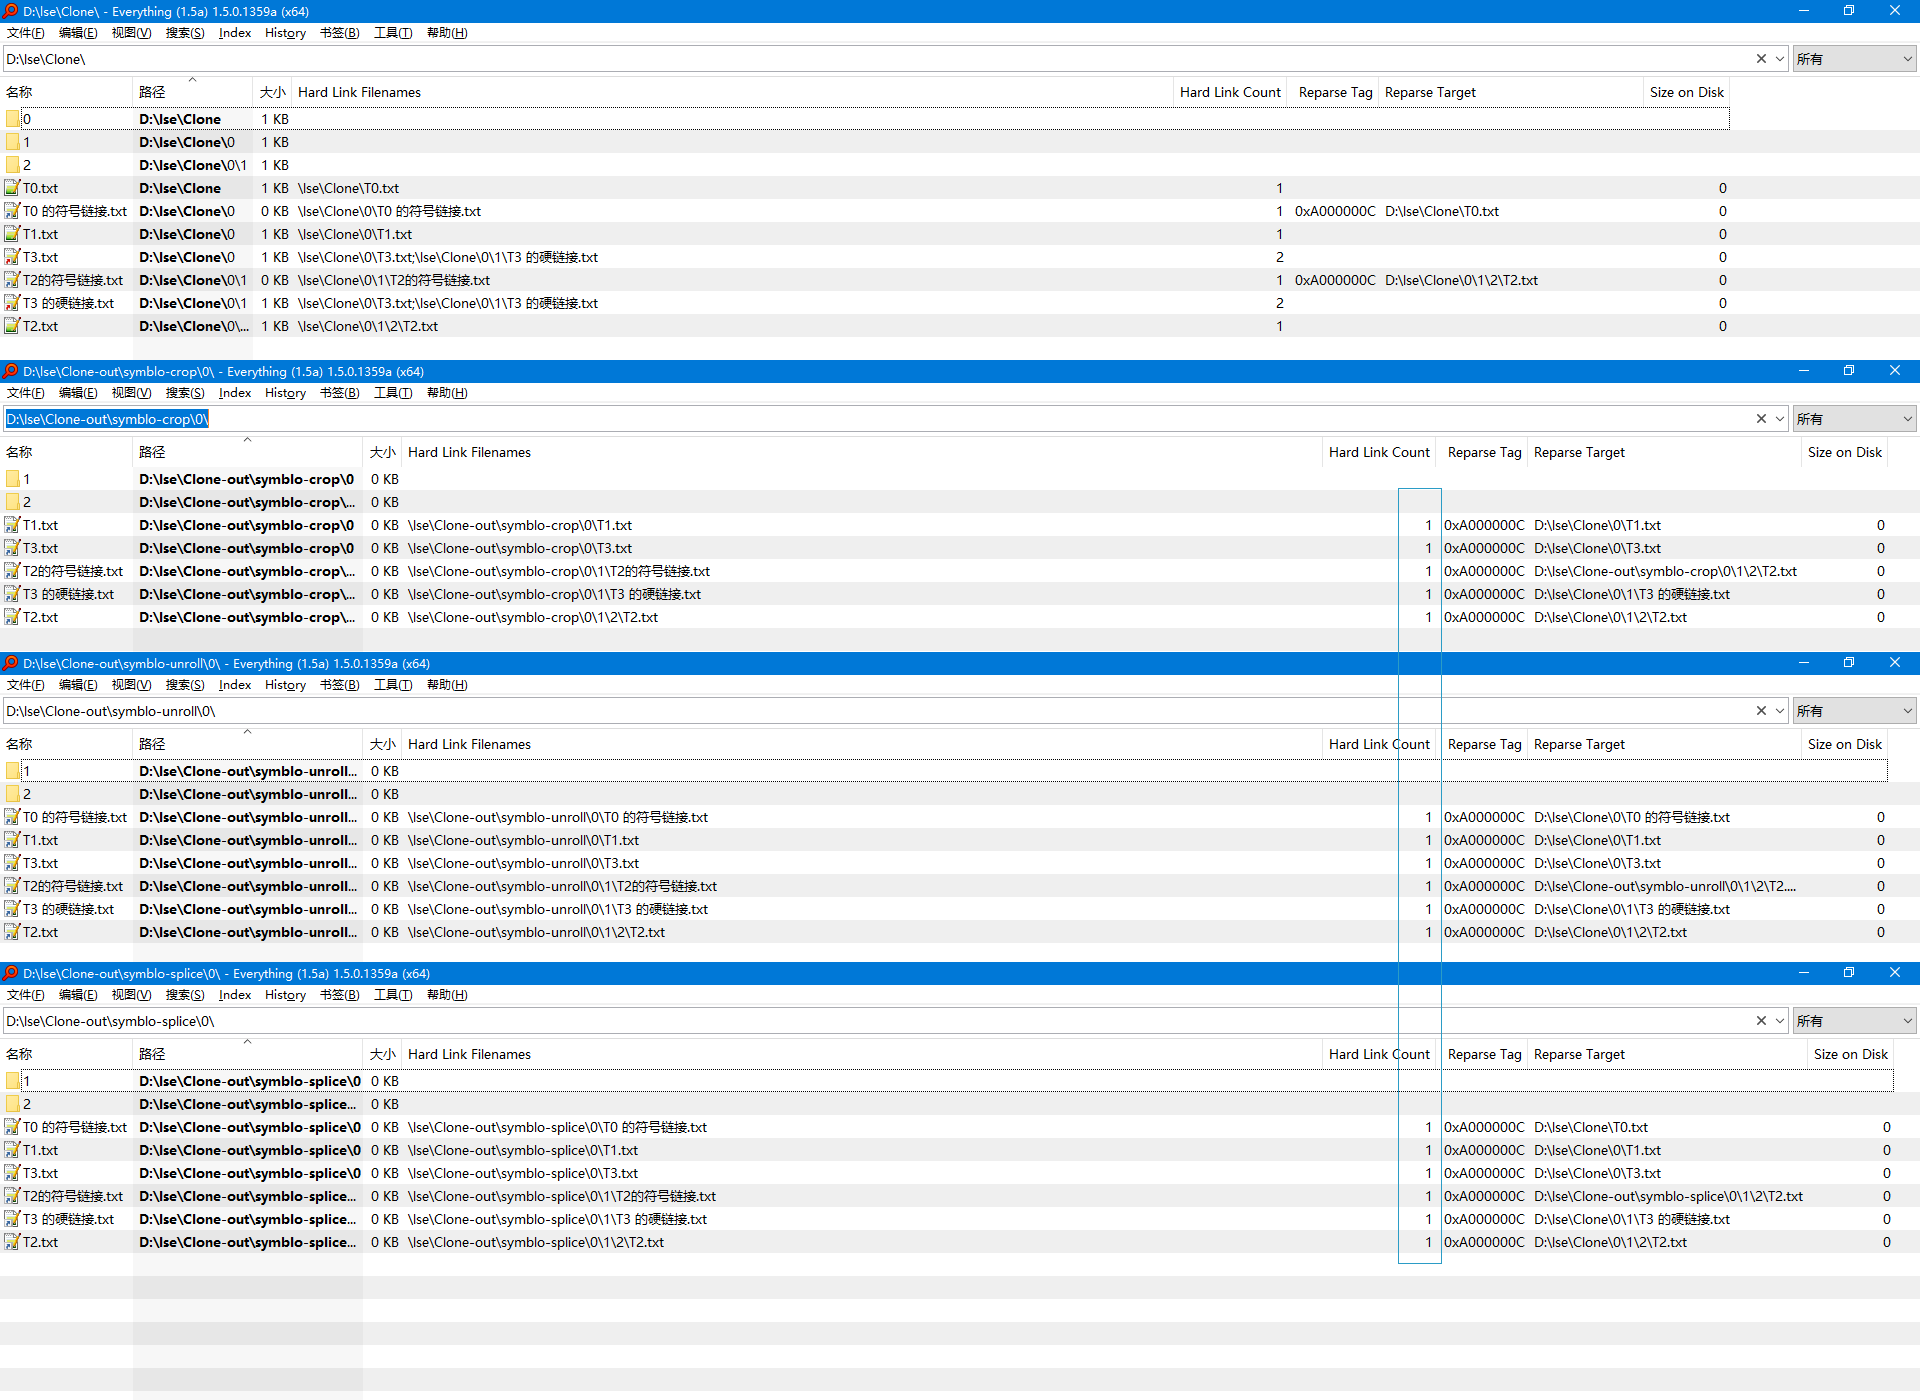 D:\lse\Clone\ - Everything (1.5a) 1.5.0.1359a (x64)
文件(F) 编辑(E) 视图(V) 搜索(S) Index History 书签(B) 工具(T) 帮助(H)
D:\lse\Clone\ 所有
名称 路径 大小 Hard Link Filenames Hard Link Count Reparse Tag Reparse Target Size on Disk
0 D:\lse\Clone 1 KB
1 D:\lse\Clone\0 1 KB
2 D:\lse\Clone\0\1 1 KB
T0.txt D:\lse\Clone 1 KB \lse\Clone\T0.txt 1 0
T0 的符号链接.txt D:\lse\Clone\0 0 KB \lse\Clone\0\T0 的符号链接.txt 1 0xA000000C D:\lse\Clone\T0.txt 0
T1.txt D:\lse\Clone\0 1 KB \lse\Clone\0\T1.txt 1 0
T3.txt D:\lse\Clone\0 1 KB \lse\Clone\0\T3.txt;\lse\Clone\0\1\T3 的硬链接.txt 2 0
T2的符号链接.txt D:\lse\Clone\0\1 0 KB \lse\Clone\0\1\T2的符号链接.txt 1 0xA000000C D:\lse\Clone\0\1\2\T2.txt 0
T3 的硬链接.txt D:\lse\Clone\0\1 1 KB \lse\Clone\0\T3.txt;\lse\Clone\0\1\T3 的硬链接.txt 2 0
T2.txt D:\lse\Clone\0\... 1 KB \lse\Clone\0\1\2\T2.txt 1 0
D:\lse\Clone-out\symblo-crop\0\ - Everything (1.5a) 1.5.0.1359a (x64)
文件(F) 编辑(E) 视图(V) 搜索(S) Index History 书签(B) 工具(T) 帮助(H)
D:\lse\Clone-out\symblo-crop\0\ 所有
名称 路径 大小 Hard Link Filenames Hard Link Count Reparse Tag Reparse Target Size on Disk
1 D:\lse\Clone-out\symblo-crop\0 0 KB
2 D:\lse\Clone-out\symblo-crop\... 0 KB
T1.txt D:\lse\Clone-out\symblo-crop\0 0 KB \lse\Clone-out\symblo-crop\0\T1.txt 1 0xA000000C D:\lse\Clone\0\T1.txt 0
T3.txt D:\lse\Clone-out\symblo-crop\0 0 KB \lse\Clone-out\symblo-crop\0\T3.txt 1 0xA000000C D:\lse\Clone\0\T3.txt 0
T2的符号链接.txt D:\lse\Clone-out\symblo-crop\... 0 KB \lse\Clone-out\symblo-crop\0\1\T2的符号链接.txt 1 0xA000000C D:\lse\Clone-out\symblo-crop\0\1\2\T2.txt 0
T3 的硬链接.txt D:\lse\Clone-out\symblo-crop\... 0 KB \lse\Clone-out\symblo-crop\0\1\T3 的硬链接.txt 1 0xA000000C D:\lse\Clone\0\1\T3 的硬链接.txt 0
T2.txt D:\lse\Clone-out\symblo-crop\... 0 KB \lse\Clone-out\symblo-crop\0\1\2\T2.txt 1 0xA000000C D:\lse\Clone\0\1\2\T2.txt 0
D:\lse\Clone-out\symblo-unroll\0\ - Everything (1.5a) 1.5.0.1359a (x64)
文件(F) 编辑(E) 视图(V) 搜索(S) Index History 书签(B) 工具(T) 帮助(H)
D:\lse\Clone-out\symblo-unroll\0\ 所有
名称 路径 大小 Hard Link Filenames Hard Link Count Reparse Tag Reparse Target Size on Disk
1 D:\lse\Clone-out\symblo-unroll... 0 KB
2 D:\lse\Clone-out\symblo-unroll... 0 KB
T0 的符号链接.txt D:\lse\Clone-out\symblo-unroll... 0 KB \lse\Clone-out\symblo-unroll\0\T0 的符号链接.txt 1 0xA000000C D:\lse\Clone\0\T0 的符号链接.txt 0
T1.txt D:\lse\Clone-out\symblo-unroll... 0 KB \lse\Clone-out\symblo-unroll\0\T1.txt 1 0xA000000C D:\lse\Clone\0\T1.txt 0
T3.txt D:\lse\Clone-out\symblo-unroll... 0 KB \lse\Clone-out\symblo-unroll\0\T3.txt 1 0xA000000C D:\lse\Clone\0\T3.txt 0
T2的符号链接.txt D:\lse\Clone-out\symblo-unroll... 0 KB \lse\Clone-out\symblo-unroll\0\1\T2的符号链接.txt 1 0xA000000C D:\lse\Clone-out\symblo-unroll\0\1\2\T2.... 0
T3 的硬链接.txt D:\lse\Clone-out\symblo-unroll... 0 KB \lse\Clone-out\symblo-unroll\0\1\T3 的硬链接.txt 1 0xA000000C D:\lse\Clone\0\1\T3 的硬链接.txt 0
T2.txt D:\lse\Clone-out\symblo-unroll... 0 KB \lse\Clone-out\symblo-unroll\0\1\2\T2.txt 1 0xA000000C D:\lse\Clone\0\1\2\T2.txt 0
D:\lse\Clone-out\symblo-splice\0\ - Everything (1.5a) 1.5.0.1359a (x64)
文件(F) 编辑(E) 视图(V) 搜索(S) Index History 书签(B) 工具(T) 帮助(H)
D:\lse\Clone-out\symblo-splice\0\ 所有
名称 路径 大小 Hard Link Filenames Hard Link Count Reparse Tag Reparse Target Size on Disk
1 D:\lse\Clone-out\symblo-splice\0 0 KB
2 D:\lse\Clone-out\symblo-splice... 0 KB
T0 的符号链接.txt D:\lse\Clone-out\symblo-splice\0 0 KB \lse\Clone-out\symblo-splice\0\T0 的符号链接.txt 1 0xA000000C D:\lse\Clone\T0.txt 0
T1.txt D:\lse\Clone-out\symblo-splice\0 0 KB \lse\Clone-out\symblo-splice\0\T1.txt 1 0xA000000C D:\lse\Clone\0\T1.txt 0
T3.txt D:\lse\Clone-out\symblo-splice\0 0 KB \lse\Clone-out\symblo-splice\0\T3.txt 1 0xA000000C D:\lse\Clone\0\T3.txt 0
T2的符号链接.txt D:\lse\Clone-out\symblo-splice... 0 KB \lse\Clone-out\symblo-splice\0\1\T2的符号链接.txt 1 0xA000000C D:\lse\Clone-out\symblo-splice\0\1\2\T2.txt 0
T3 的硬链接.txt D:\lse\Clone-out\symblo-splice... 0 KB \lse\Clone-out\symblo-splice\0\1\T3 的硬链接.txt 1 0xA000000C D:\lse\Clone\0\1\T3 的硬链接.txt 0
T2.txt D:\lse\Clone-out\symblo-splice... 0 KB \lse\Clone-out\symblo-splice\0\1\2\T2.txt 1 0xA000000C D:\lse\Clone\0\1\2\T2.txt 0